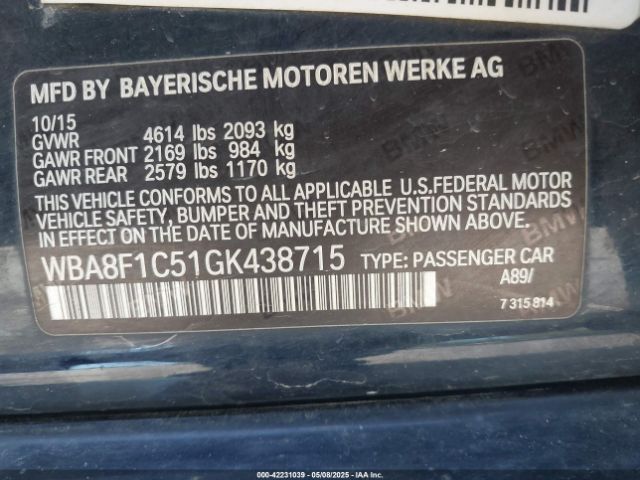 MFD BY BAYERISCHE MOTOREN WERKE AG
10/15
GVWR 4614 lbs 2093 kg
GAWR FRONT 2169 lbs 984 kg
GAWR REAR 2579 lbs 1170 kg
THIS VEHICLE CONFORMS TO ALL APPLICABLE U.S.FEDERAL MOTOR
VEHICLE SAFETY, BUMPER AND THEFT PREVENTION STANDARDS
IN EFFECT ON THE DATE OF MANUFACTURE SHOWN ABOVE.
WBA8F1C51GK438715 TYPE: PASSENGER CAR
A89/
7 315 814
000-42231039 - 05/08/2025 - IAA Inc.